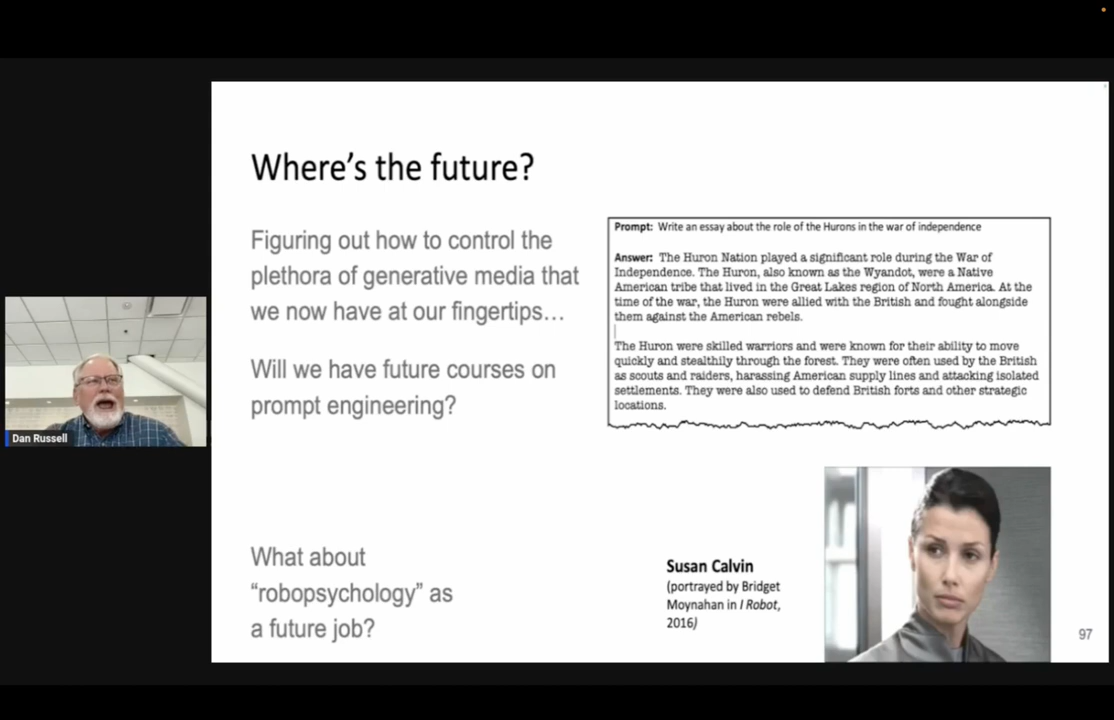 Where's the future?
Figuring out how to control the
plethora of generative media that
we now have at our fingertips…
Will we have future courses on
prompt engineering?
What about
"robopsychology" as
a future job?
Prompt: Write an essay about the role of the Hurons in the war of independence
Answer: The Huron Nation played a significant role during the War of
Independence. The Huron, also known as the Wyandot, were a Native
American tribe that lived in the Great Lakes region of North America. At the
time of the war, the Huron were allied with the British and fought alongside
them against the American rebels.
The Huron were skilled warriors and were known for their ability to move
quickly and stealthily through the forest. They were often used by the British
as scouts and raiders, harassing American supply lines and attacking isolated
settlements. They were also used to defend British forts and other strategic
locations.
Susan Calvin
(portrayed by Bridget
Moynahan in I Robot,
2016)
97
Dan Russell